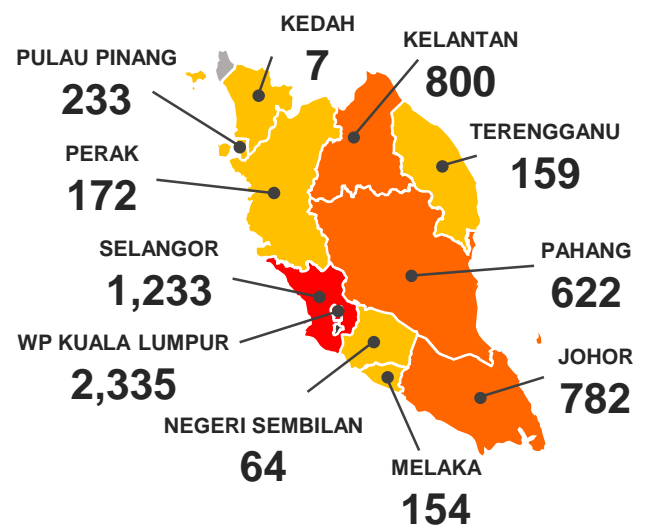 KEDAH
7
KELANTAN
800
PULAU PINANG
233
TERENGGANU
159
PERAK
172
SELANGOR
1,233
PAHANG
622
WP KUALA LUMPUR
2,335
JOHOR
782
NEGERI SEMBILAN
64
MELAKA
154